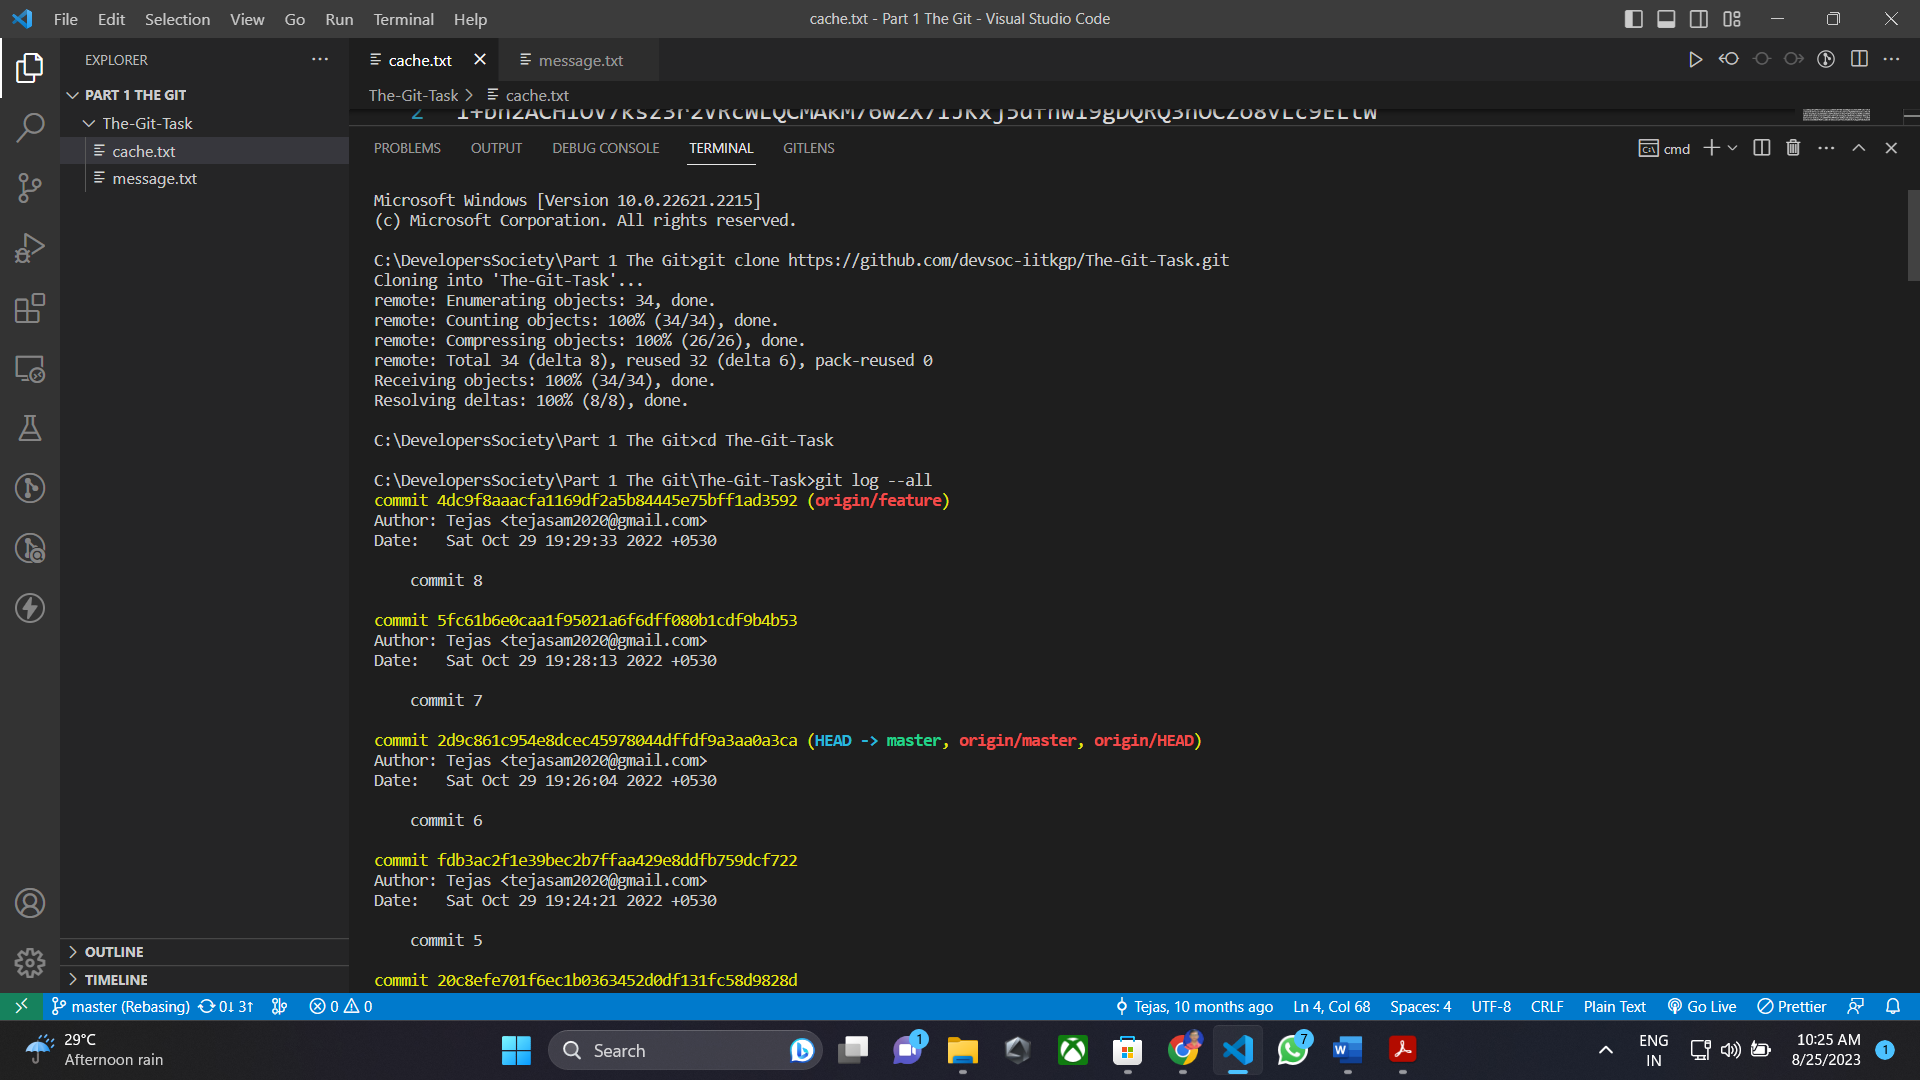 File Edit Selection View Go Run Terminal Help
cache.txt - Part 1 The Git - Visual Studio Code
EXPLORER
PART 1 THE GIT
The-Git-Task
cache.txt
message.txt
OUTLINE
TIMELINE
cache.txt
message.txt
The-Git-Task > cache.txt
2
PROBLEMS OUTPUT DEBUG CONSOLE TERMINAL GITLENS
cmd
Microsoft Windows [Version 10.0.22621.2215]
(c) Microsoft Corporation. All rights reserved.
C:\DevelopersSociety\Part 1 The Git>git clone https://github.com/devsoc-iitkgp/The-Git-Task.git
Cloning into 'The-Git-Task'...
remote: Enumerating objects: 34, done.
remote: Counting objects: 100% (34/34), done.
remote: Compressing objects: 100% (26/26), done.
remote: Total 34 (delta 8), reused 32 (delta 6), pack-reused 0
Receiving objects: 100% (34/34), done.
Resolving deltas: 100% (8/8), done.
C:\DevelopersSociety\Part 1 The Git>cd The-Git-Task
C:\DevelopersSociety\Part 1 The Git\The-Git-Task>git log --all
commit 4dc9f8aaacfa1169df2a5b84445e75bff1ad3592 (origin/feature)
Author: Tejas <tejasam2020@gmail.com>
Date:   Sat Oct 29 19:29:33 2022 +0530
commit 8
commit 5fc61b6e0caa1f95021a6f6dff080b1cdf9b4b53
Author: Tejas <tejasam2020@gmail.com>
Date:   Sat Oct 29 19:28:13 2022 +0530
commit 7
commit 2d9c861c954e8dcec45978044dffdf9a3aa0a3ca (HEAD -> master, origin/master, origin/HEAD)
Author: Tejas <tejasam2020@gmail.com>
Date:   Sat Oct 29 19:26:04 2022 +0530
commit 6
commit fdb3ac2f1e39bec2b7ffaa429e8ddfb759dcf722
Author: Tejas <tejasam2020@gmail.com>
Date:   Sat Oct 29 19:24:21 2022 +0530
commit 5
commit 20c8efe701f6ec1b0363452d0df131fc58d9828d
master (Rebasing) 0↓ 3↑ 0 0
Tejas, 10 months ago Ln 4, Col 68 Spaces: 4 UTF-8 CRLF Plain Text Go Live Prettier
29°C
Afternoon rain
Search
1
7
ENG
IN
10:25 AM
8/25/2023
1